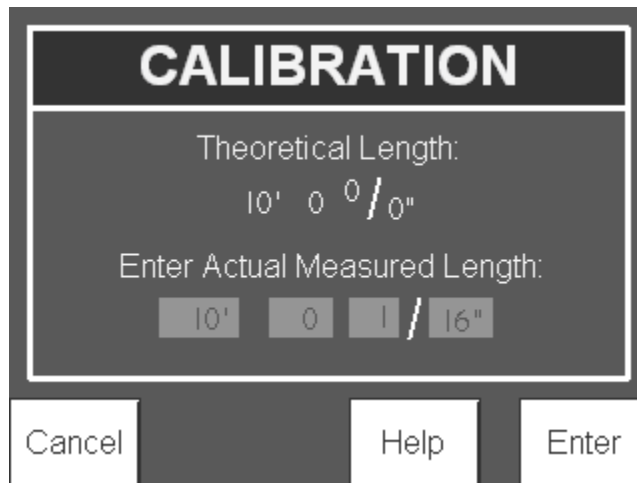 CALIBRATION
Theoretical Length:
10' 0 0/0"
Enter Actual Measured Length:
10' 0 1/16"
Cancel Help Enter